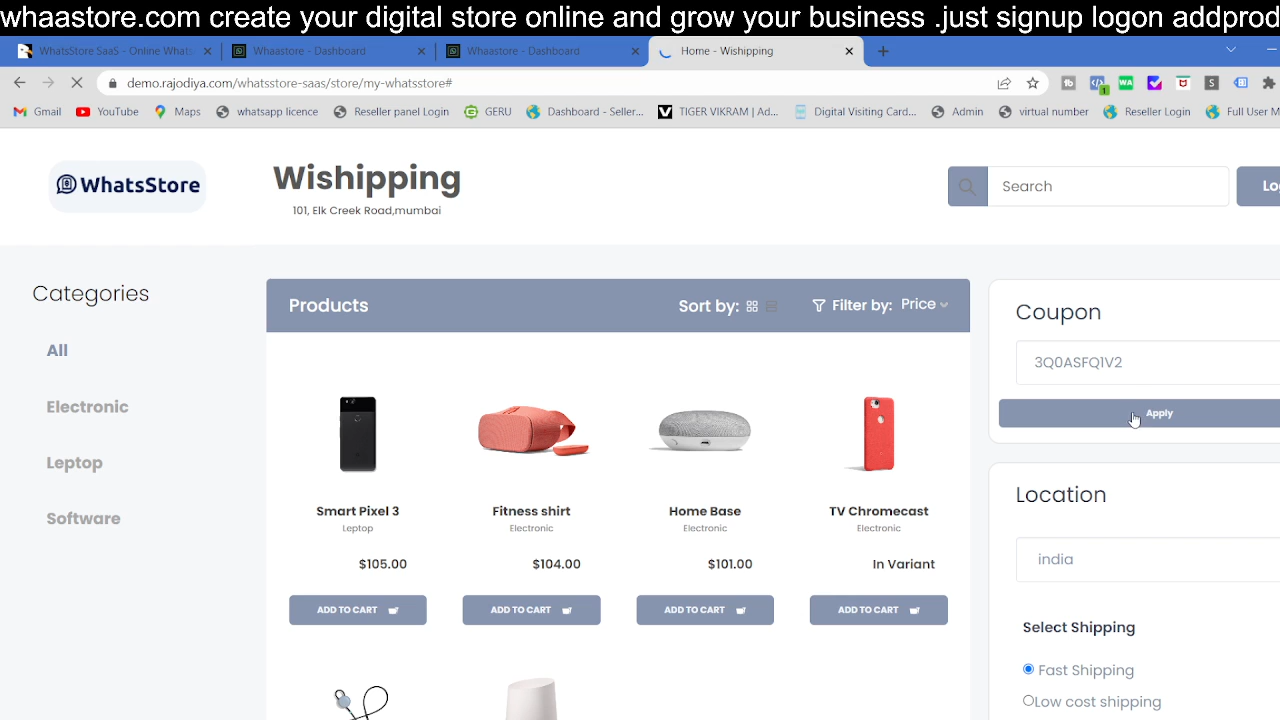 whaastore.com create your digital store online and grow your business .just signup logon addprod
WhatsStore SaaS - Online Whats
Whaastore - Dashboard
Whaastore - Dashboard
Home - Wishipping
demo.rajodiya.com/whatsstore-saas/store/my-whatsstore#
Gmail YouTube Maps whatsapp licence Reseller panel Login GERU Dashboard - Seller... TIGER VIKRAM | Ad... Digital Visiting Card... Admin virtual number Reseller Login Full User M
WhatsStore
Wishipping
101, Elk Creek Road,mumbai
Search
Lo
Categories
All
Electronic
Leptop
Software
Products
Sort by:
Filter by: Price
Smart Pixel 3
Leptop
$105.00
ADD TO CART
Fitness shirt
Electronic
$104.00
ADD TO CART
Home Base
Electronic
$101.00
ADD TO CART
TV Chromecast
Electronic
In Variant
ADD TO CART
Coupon
3Q0ASFQ1V2
Apply
Location
india
Select Shipping
Fast Shipping
Low cost shipping